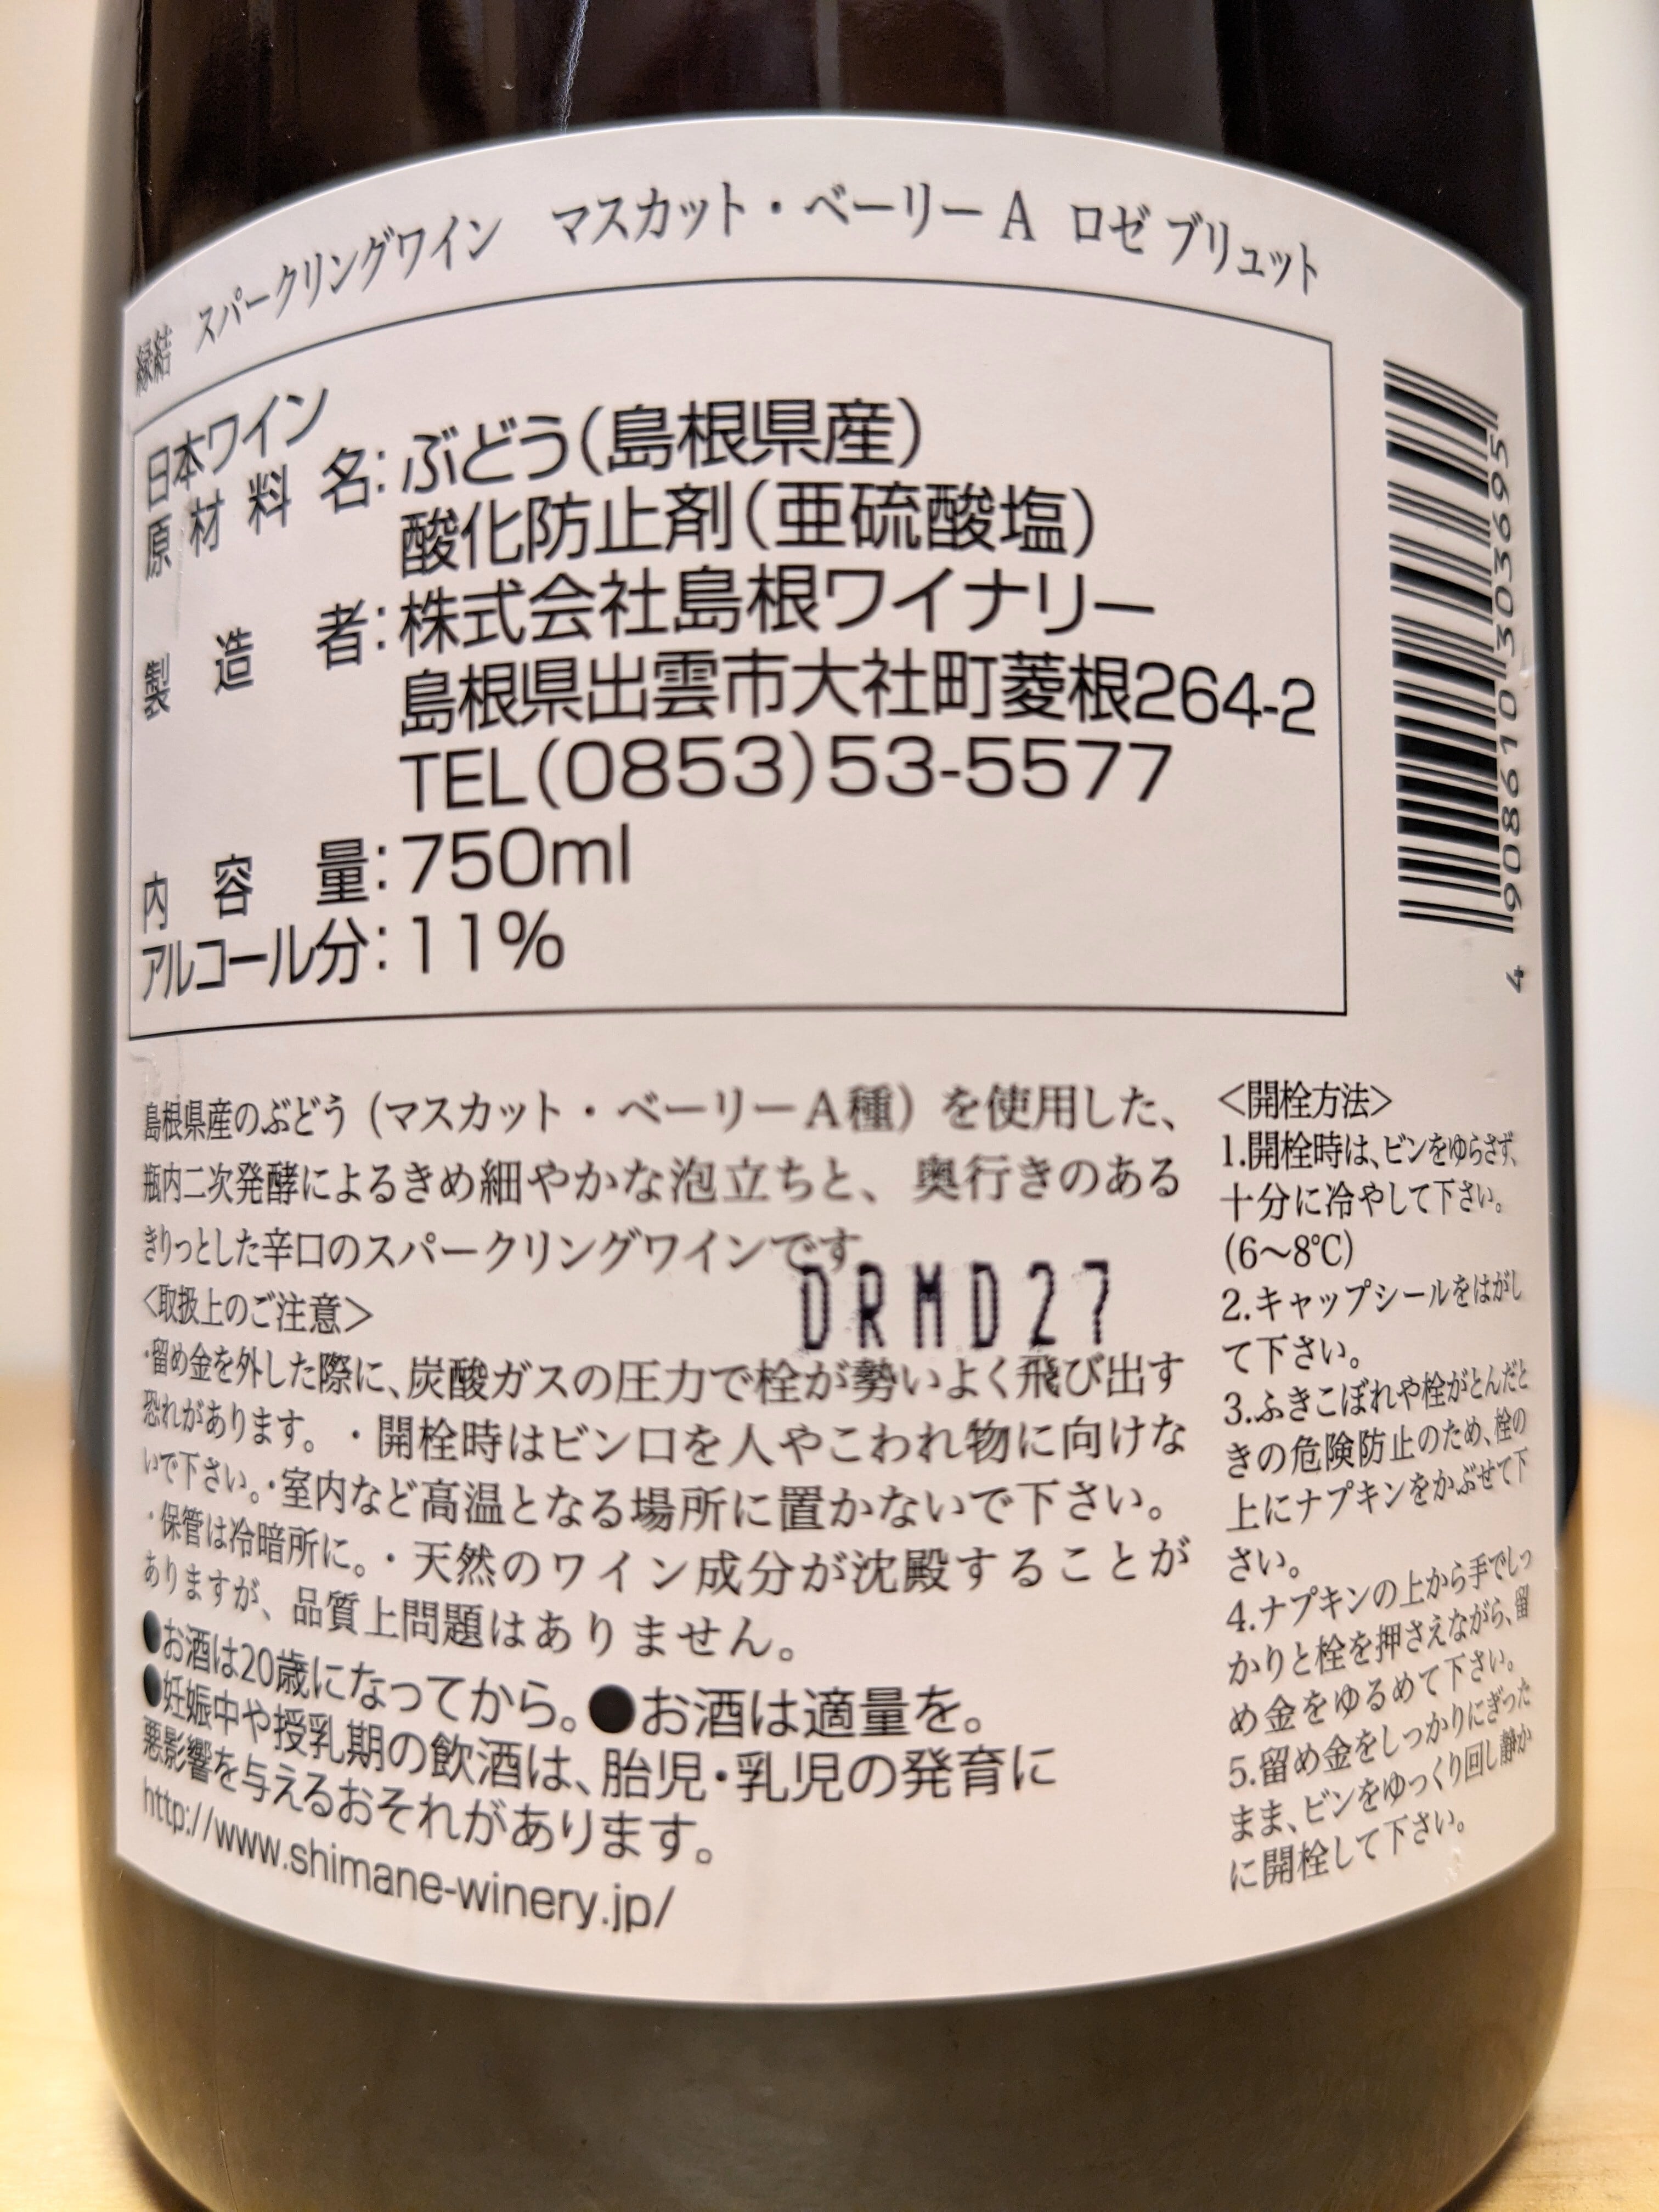 縁結　スパークリングワイン　マスカット・ベーリーA　ロゼ ブリュット
日本ワイン
原材料名:ぶどう(島根県産)
酸化防止剤(亜硫酸塩)
製造者:株式会社島根ワイナリー
島根県出雲市大社町菱根264-2
TEL(0853)53-5577
内容量:750ml
アルコール分:11%
4 908610 303695
島根県産のぶどう(マスカット・ベーリーA種)を使用した、
瓶内二次発酵によるきめ細やかな泡立ちと、奥行きのある
きりっとした辛口のスパークリングワインです
DRMD27
<取扱上のご注意>
・留め金を外した際に、炭酸ガスの圧力で栓が勢いよく飛び出す
恐れがあります。・開栓時はビン口を人やこわれ物に向けな
いで下さい。・室内など高温となる場所に置かないで下さい。
・保管は冷暗所に。・天然のワイン成分が沈殿することが
ありますが、品質上問題はありません。
●お酒は20歳になってから。●お酒は適量を。
●妊娠中や授乳期の飲酒は、胎児・乳児の発育に
悪影響を与えるおそれがあります。
http://www.shimane-winery.jp/
<開栓方法>
1.開栓時は、ビンをゆらさず、
十分に冷やして下さい。
(6〜8℃)
2.キャップシールをはがし
て下さい。
3.ふきこぼれや栓がとんだと
きの危険防止のため、栓の
上にナプキンをかぶせて下
さい。
4.ナプキンの上から手でしっ
かりと栓を押さえながら、留
め金をゆるめて下さい。
5.留め金をしっかりにぎった
まま、ビンをゆっくり回し静か
に開栓して下さい。